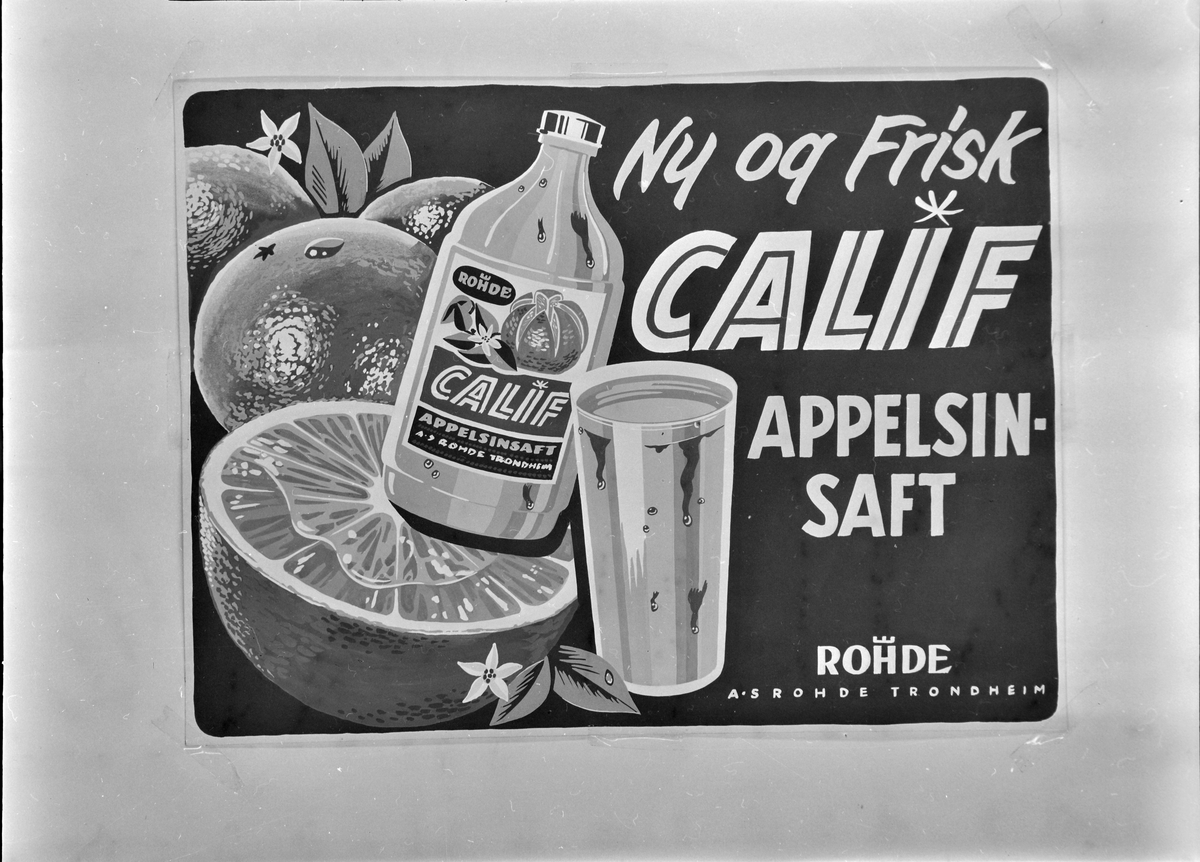 Ny og Frisk
CALIF
APPELSIN-
SAFT
ROHDE
A·S ROHDE TRONDHEIM
ROHDE
CALIF
APPELSINSAFT
A·S ROHDE TRONDHEIM